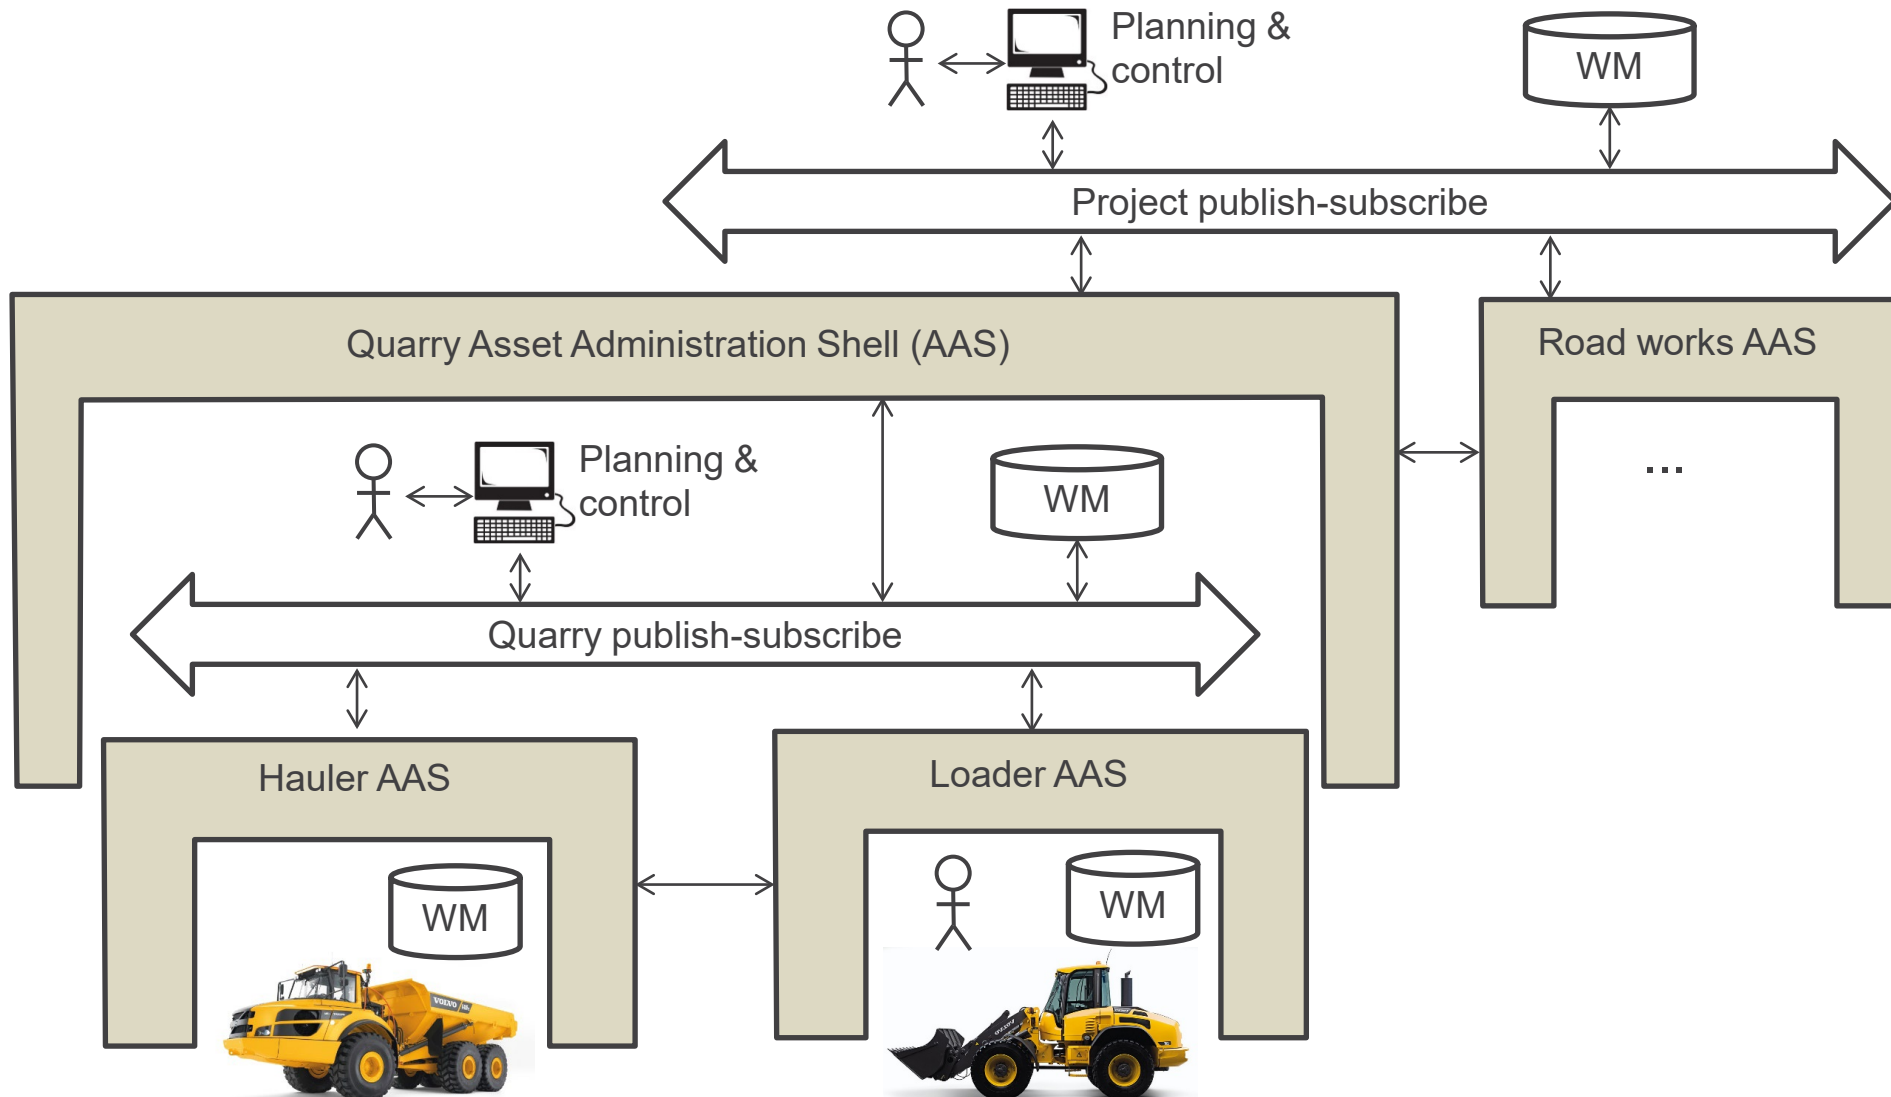 Planning &
control
WM
Project publish-subscribe
Quarry Asset Administration Shell (AAS)
Road works AAS
Planning &
control
WM
...
Quarry publish-subscribe
Hauler AAS
Loader AAS
WM
WM
VOLVO